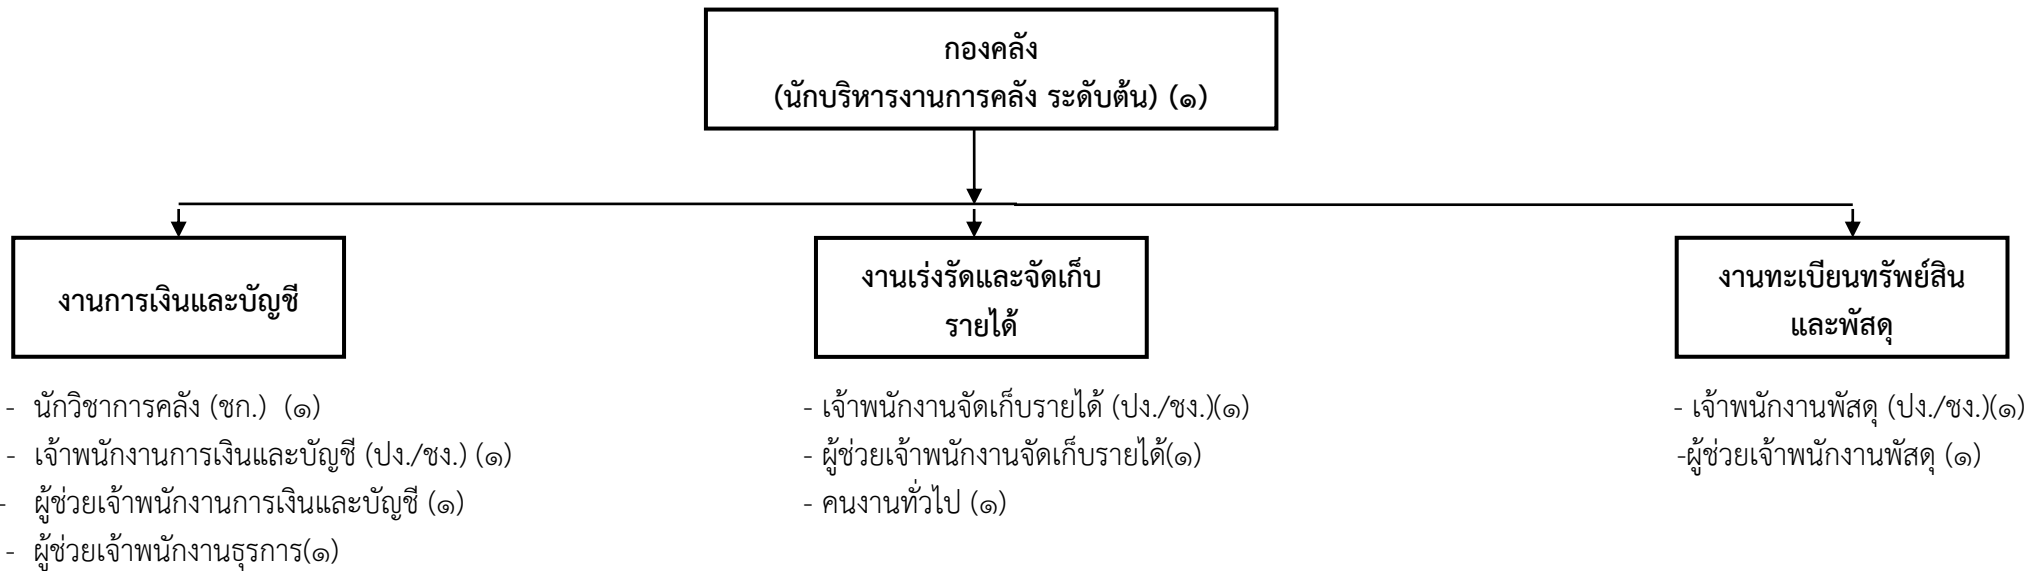 กองคลัง
(นักบริหารงานการคลัง ระดับต้น) (๑)
งานการเงินและบัญชี
- นักวิชาการคลัง (ชก.) (๑)
- เจ้าพนักงานการเงินและบัญชี (ปง./ชง.) (๑)
- ผู้ช่วยเจ้าพนักงานการเงินและบัญชี (๑)
- ผู้ช่วยเจ้าพนักงานธุรการ(๑)
งานเร่งรัดและจัดเก็บ
รายได้
- เจ้าพนักงานจัดเก็บรายได้ (ปง./ชง.)(๑)
- ผู้ช่วยเจ้าพนักงานจัดเก็บรายได้(๑)
- คนงานทั่วไป (๑)
งานทะเบียนทรัพย์สิน
และพัสดุ
- เจ้าพนักงานพัสดุ (ปง./ชง.)(๑)
-ผู้ช่วยเจ้าพนักงานพัสดุ (๑)